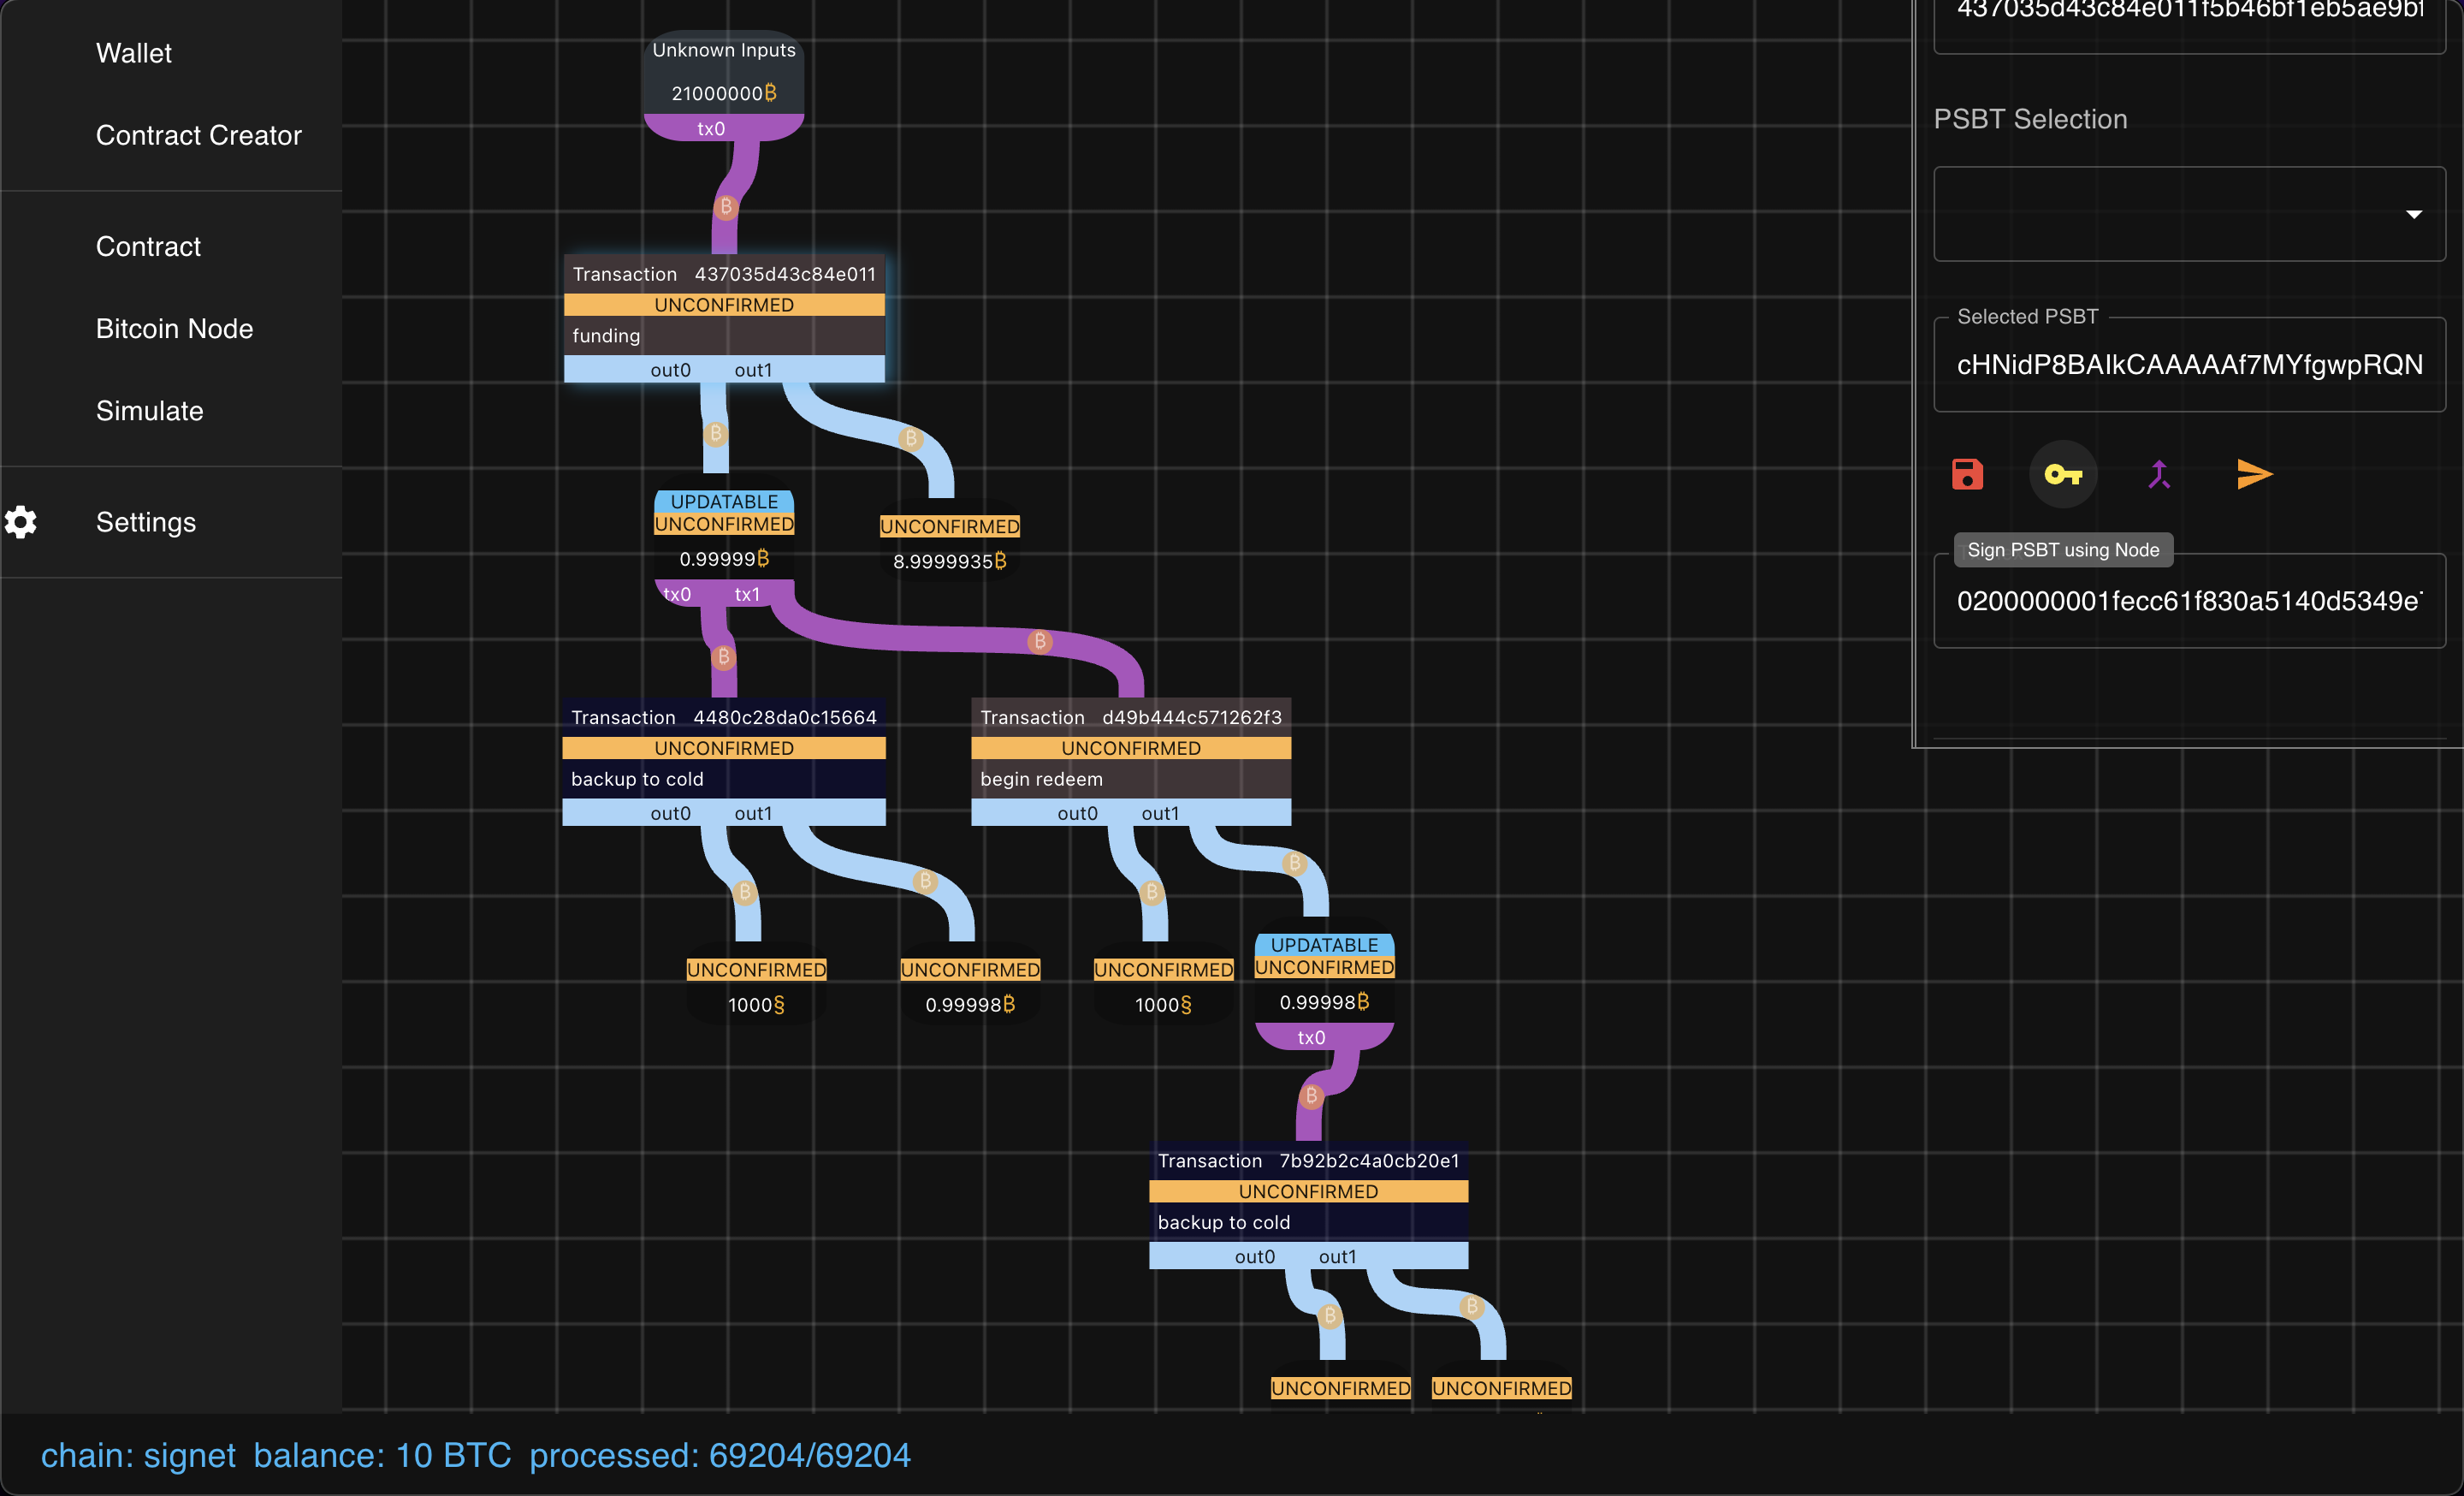 Wallet
Contract Creator
Contract
Bitcoin Node
Simulate
Settings
Unknown Inputs
21000000₿
tx0
Transaction 437035d43c84e011
UNCONFIRMED
funding
out0 out1
UPDATABLE
UNCONFIRMED
0.99999₿
tx0 tx1
UNCONFIRMED
8.9999935₿
Transaction 4480c28da0c15664
UNCONFIRMED
backup to cold
out0 out1
Transaction d49b444c571262f3
UNCONFIRMED
begin redeem
out0 out1
UNCONFIRMED
1000§
UNCONFIRMED
0.99998₿
UNCONFIRMED
1000§
UPDATABLE
UNCONFIRMED
0.99998₿
tx0
Transaction 7b92b2c4a0cb20e1
UNCONFIRMED
backup to cold
out0 out1
UNCONFIRMED
UNCONFIRMED
437035d43c84e011f5b46bf1eb5ae9b
PSBT Selection
Selected PSBT
cHNidP8BAIkCAAAAAf7MYfgwpRQN
Sign PSBT using Node
0200000001fecc61f830a5140d5349e
chain: signet balance: 10 BTC processed: 69204/69204